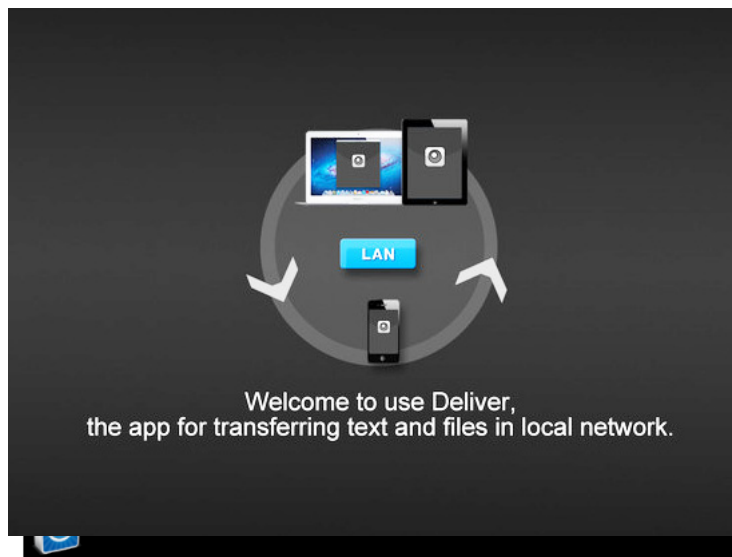 LAN
Welcome to use Deliver,
the app for transferring text and files in local network.